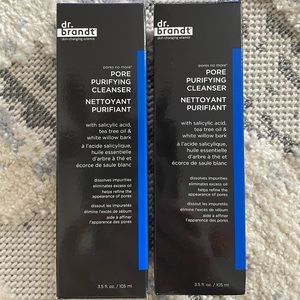 dr.
brandt®
skin-changing science
pores no more®
PORE
PURIFYING
CLEANSER
NETTOYANT
PURIFIANT
with salicylic acid,
tea tree oil &
white willow bark
à l'acide salicylique,
huile essentielle
d'arbre à thé et
écorce de saule blanc
dissolves impurities
eliminates excess oil
helps refine the
appearance of pores
dissout les impuretés
élimine l'excès de sébum
aide à affiner
l'apparence des pores
3.5 fl. oz. / 105 ml
dr.
brandt®
skin-changing science
pores no more®
PORE
PURIFYING
CLEANSER
NETTOYANT
PURIFIANT
with salicylic acid,
tea tree oil &
white willow bark
à l'acide salicylique,
huile essentielle
d'arbre à thé et
écorce de saule blanc
dissolves impurities
eliminates excess oil
helps refine the
appearance of pores
dissout les impuretés
élimine l'excès de sébum
aide à affiner
l'apparence des pores
3.5 fl. oz. / 105 ml